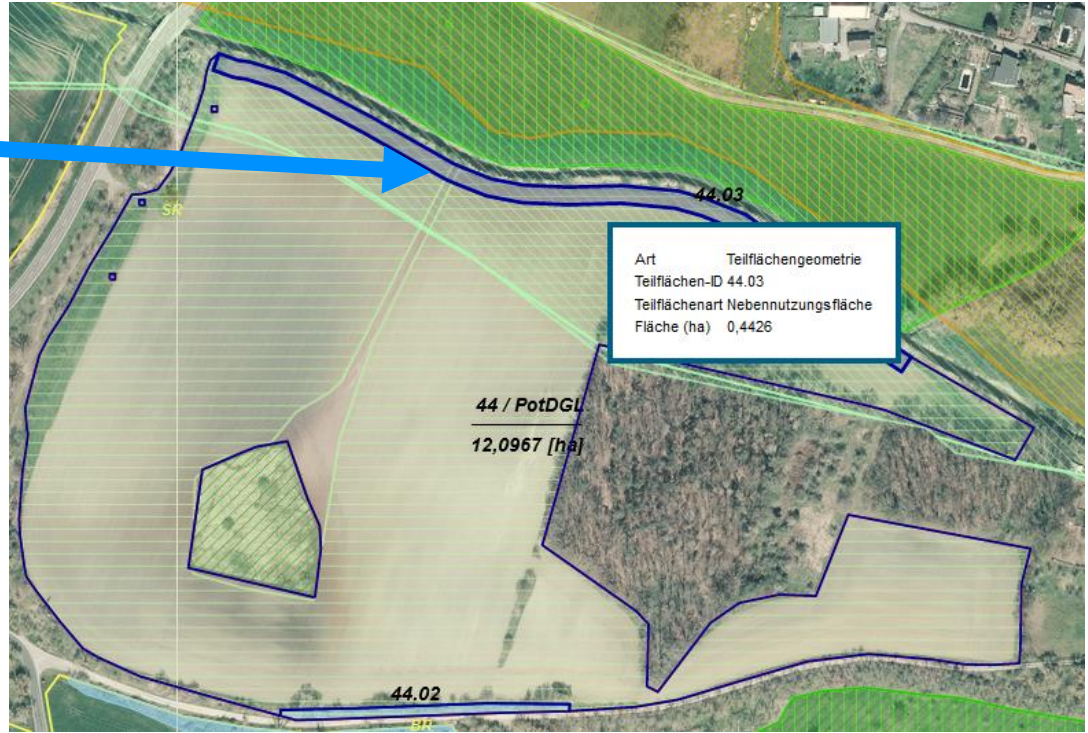 SR
44.03
Art Teilflächengeometrie
Teilflächen-ID 44.03
Teilflächenart Nebennutzungsfläche
Fläche (ha) 0,4426
44 / PotDGL
12,0967 [ha]
44.02
BR